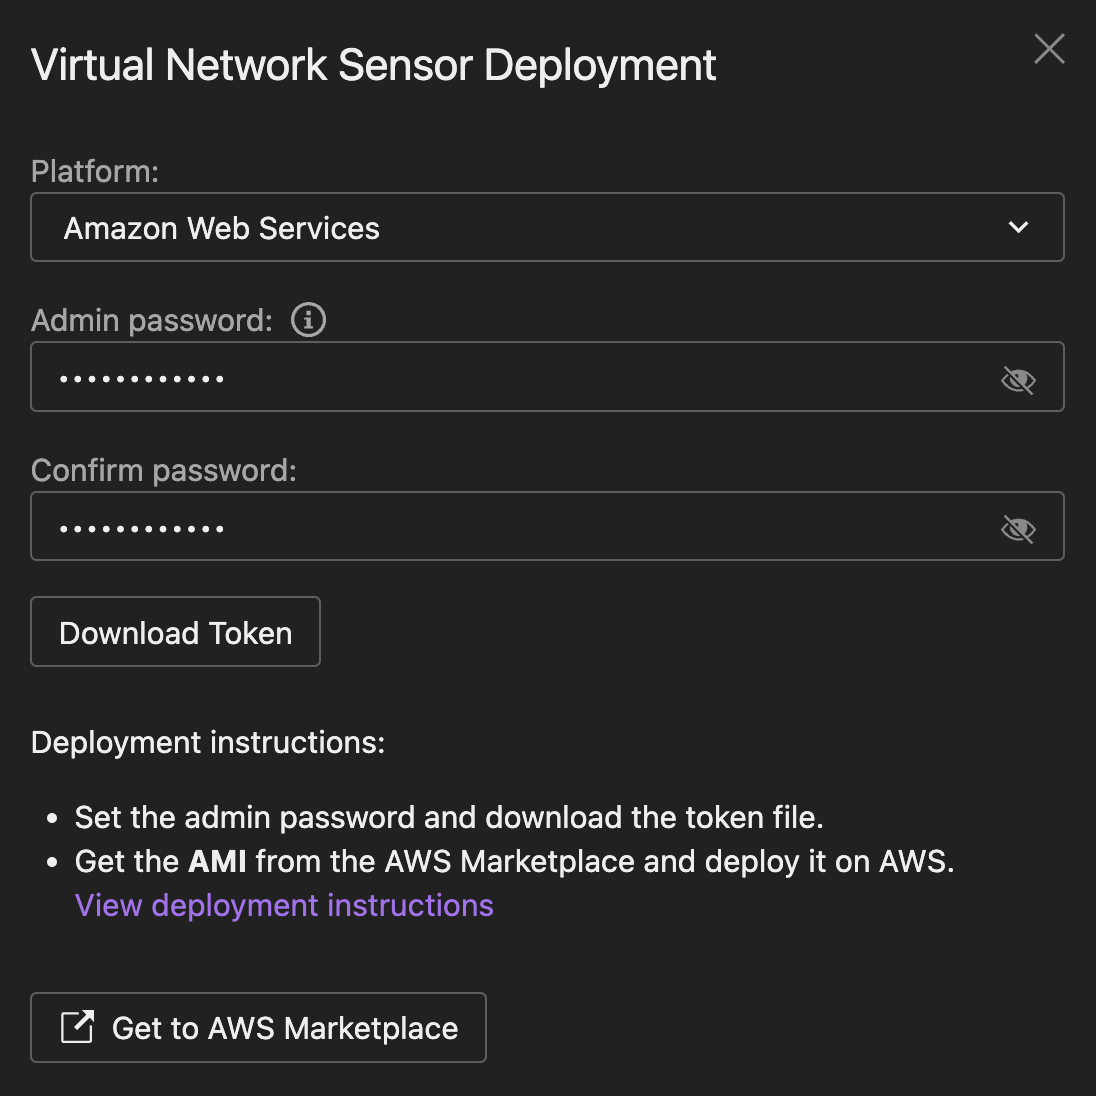 Virtual Network Sensor Deployment
Platform:
Amazon Web Services
Admin password:
••••••••••••
Confirm password:
••••••••••••
Download Token
Deployment instructions:
• Set the admin password and download the token file.
• Get the AMI from the AWS Marketplace and deploy it on AWS.
View deployment instructions
Get to AWS Marketplace